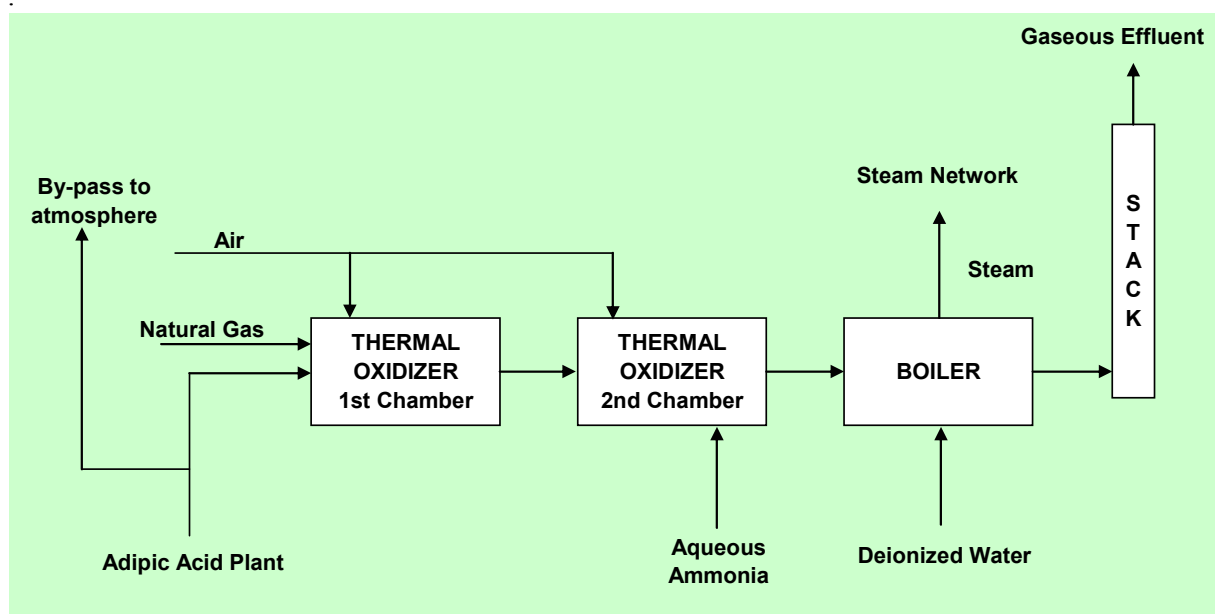 .
Gaseous Effluent
By-pass to
atmosphere
Steam Network
S
T
A
C
K
Air
Steam
Natural Gas
THERMAL
OXIDIZER
1st Chamber
THERMAL
OXIDIZER
2nd Chamber
BOILER
Adipic Acid Plant
Aqueous
Ammonia
Deionized Water